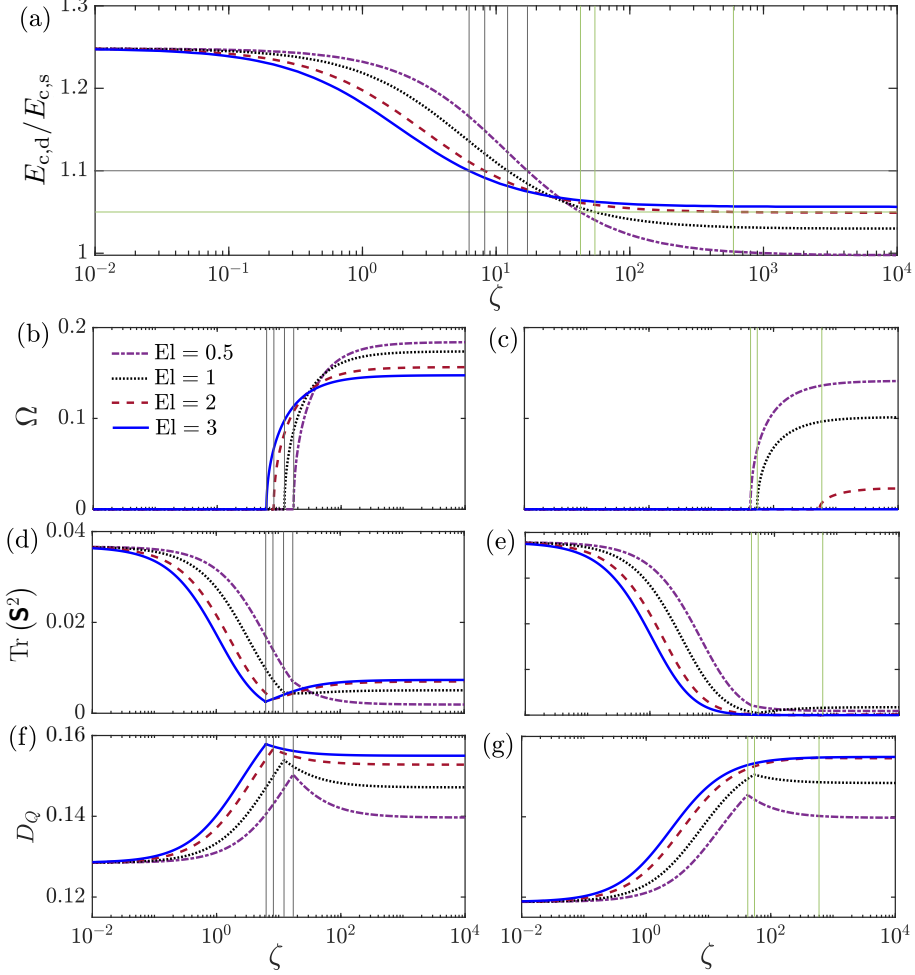 (a)
1.3
1.2
1.1
1
E_{c,d}/E_{c,s}
10^{-2} 10^{-1} 10^{0} 10^{1} 10^{2} 10^{3} 10^{4}
ζ
(b) (c)
0.2
0.1
0
Ω
El = 0.5
El = 1
El = 2
El = 3
(d) (e)
0.04
0.02
0
Tr (S^2)
(f) (g)
0.16
0.14
0.12
D_Q
10^{-2} 10^{0} 10^{2} 10^{4} 10^{-2} 10^{0} 10^{2} 10^{4}
ζ ζ